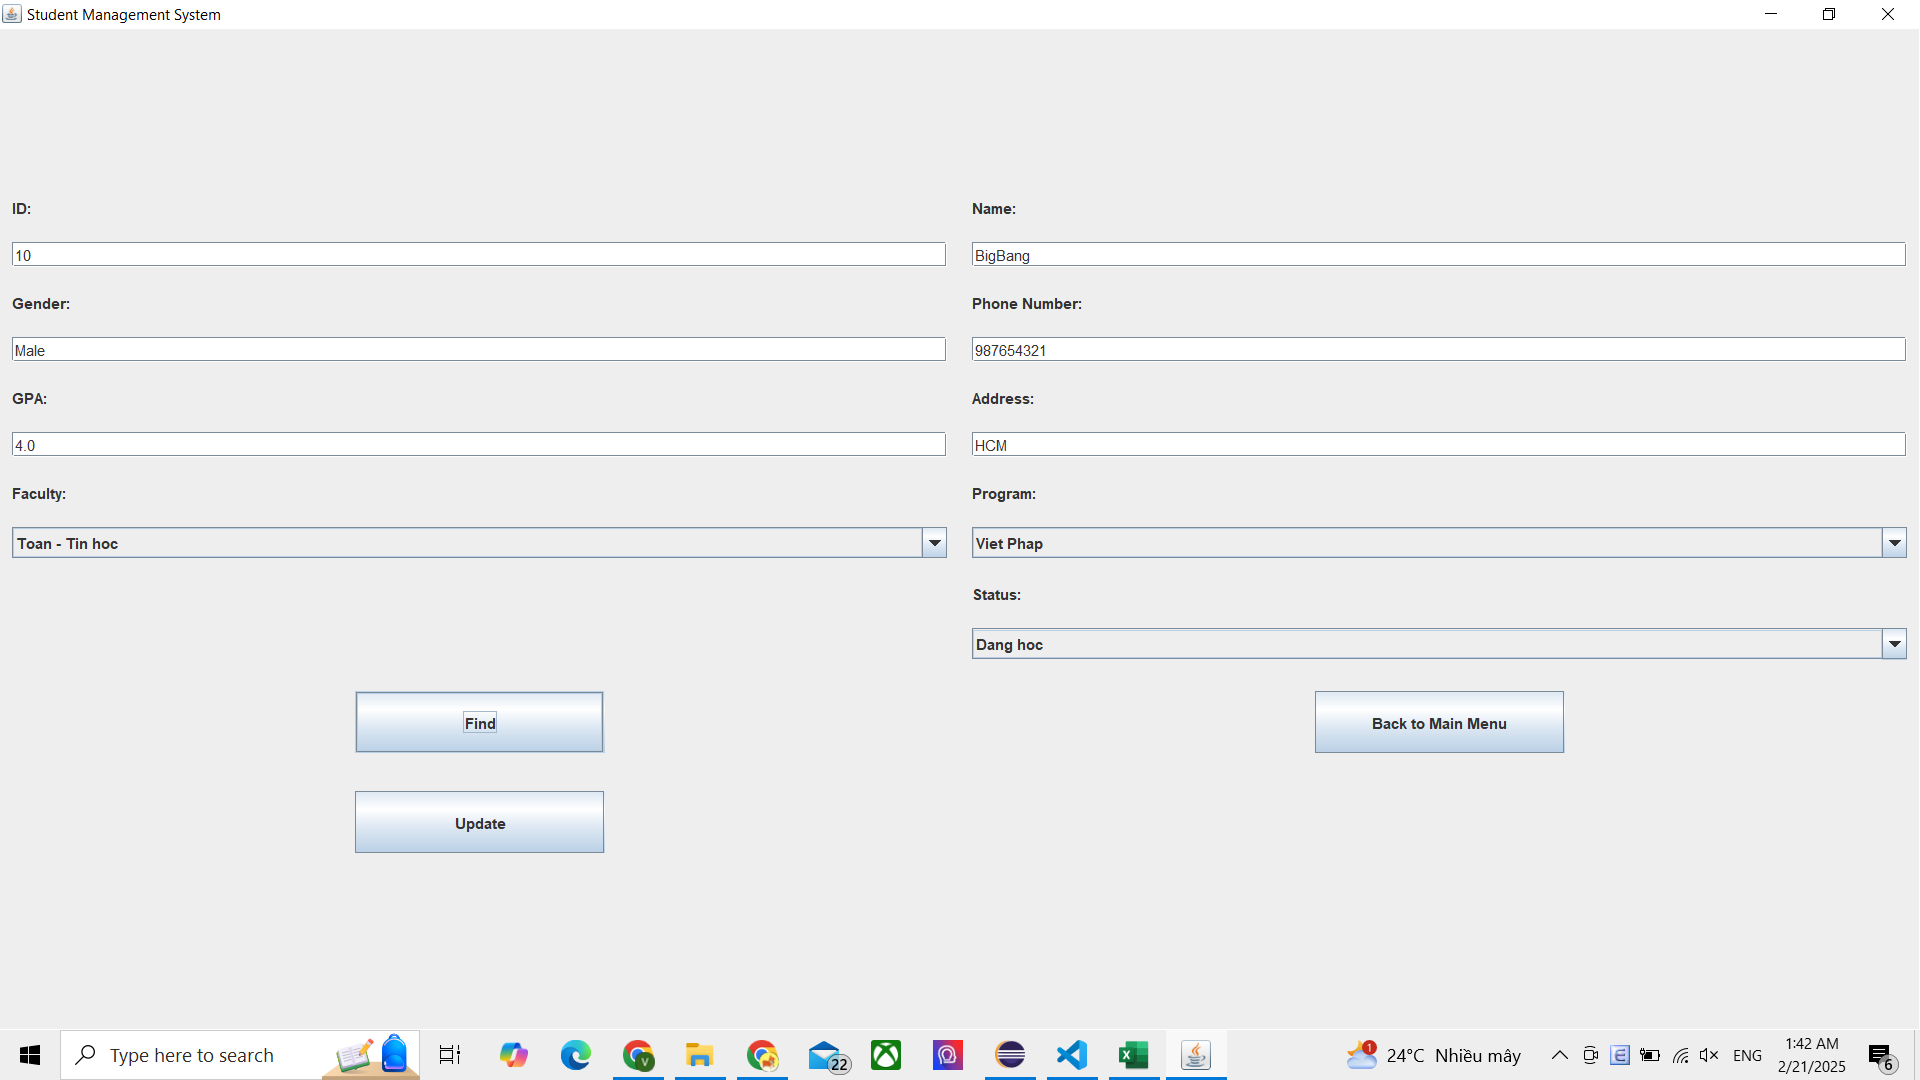 Student Management System
ID:
Name:
10
BigBang
Gender:
Phone Number:
Male
987654321
GPA:
Address:
4.0
HCM
Faculty:
Program:
Toan - Tin hoc
Viet Phap
Status:
Dang hoc
Find
Back to Main Menu
Update
Type here to search
V
22
1
24°C Nhiều mây
ENG
1:42 AM
2/21/2025
6